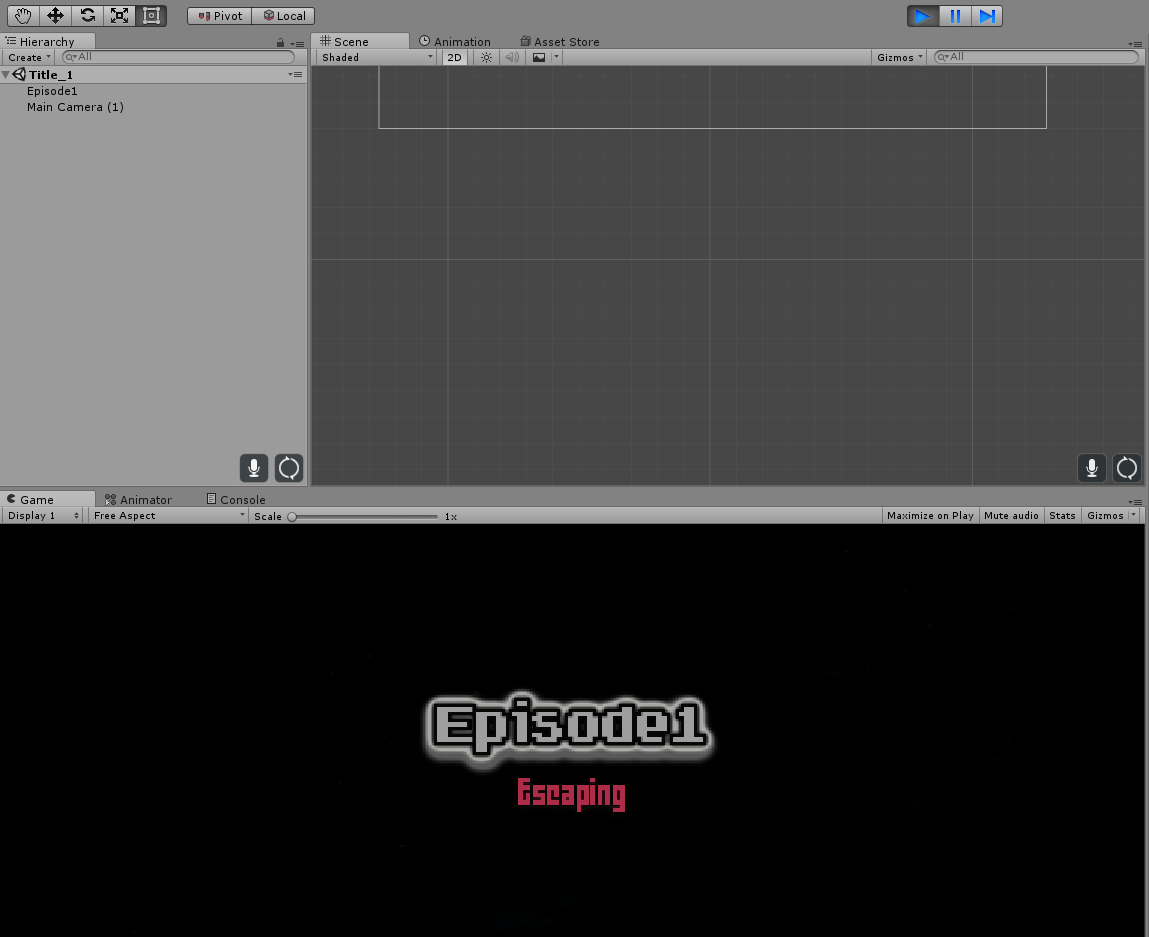 Pivot Local
Hierarchy
Scene Animation Asset Store
Create All
Shaded 2D Gizmos All
Title_1
Episode1
Main Camera (1)
Game Animator Console
Display 1 Free Aspect Scale 1x Maximize on Play Mute audio Stats Gizmos
Episode1
Escaping